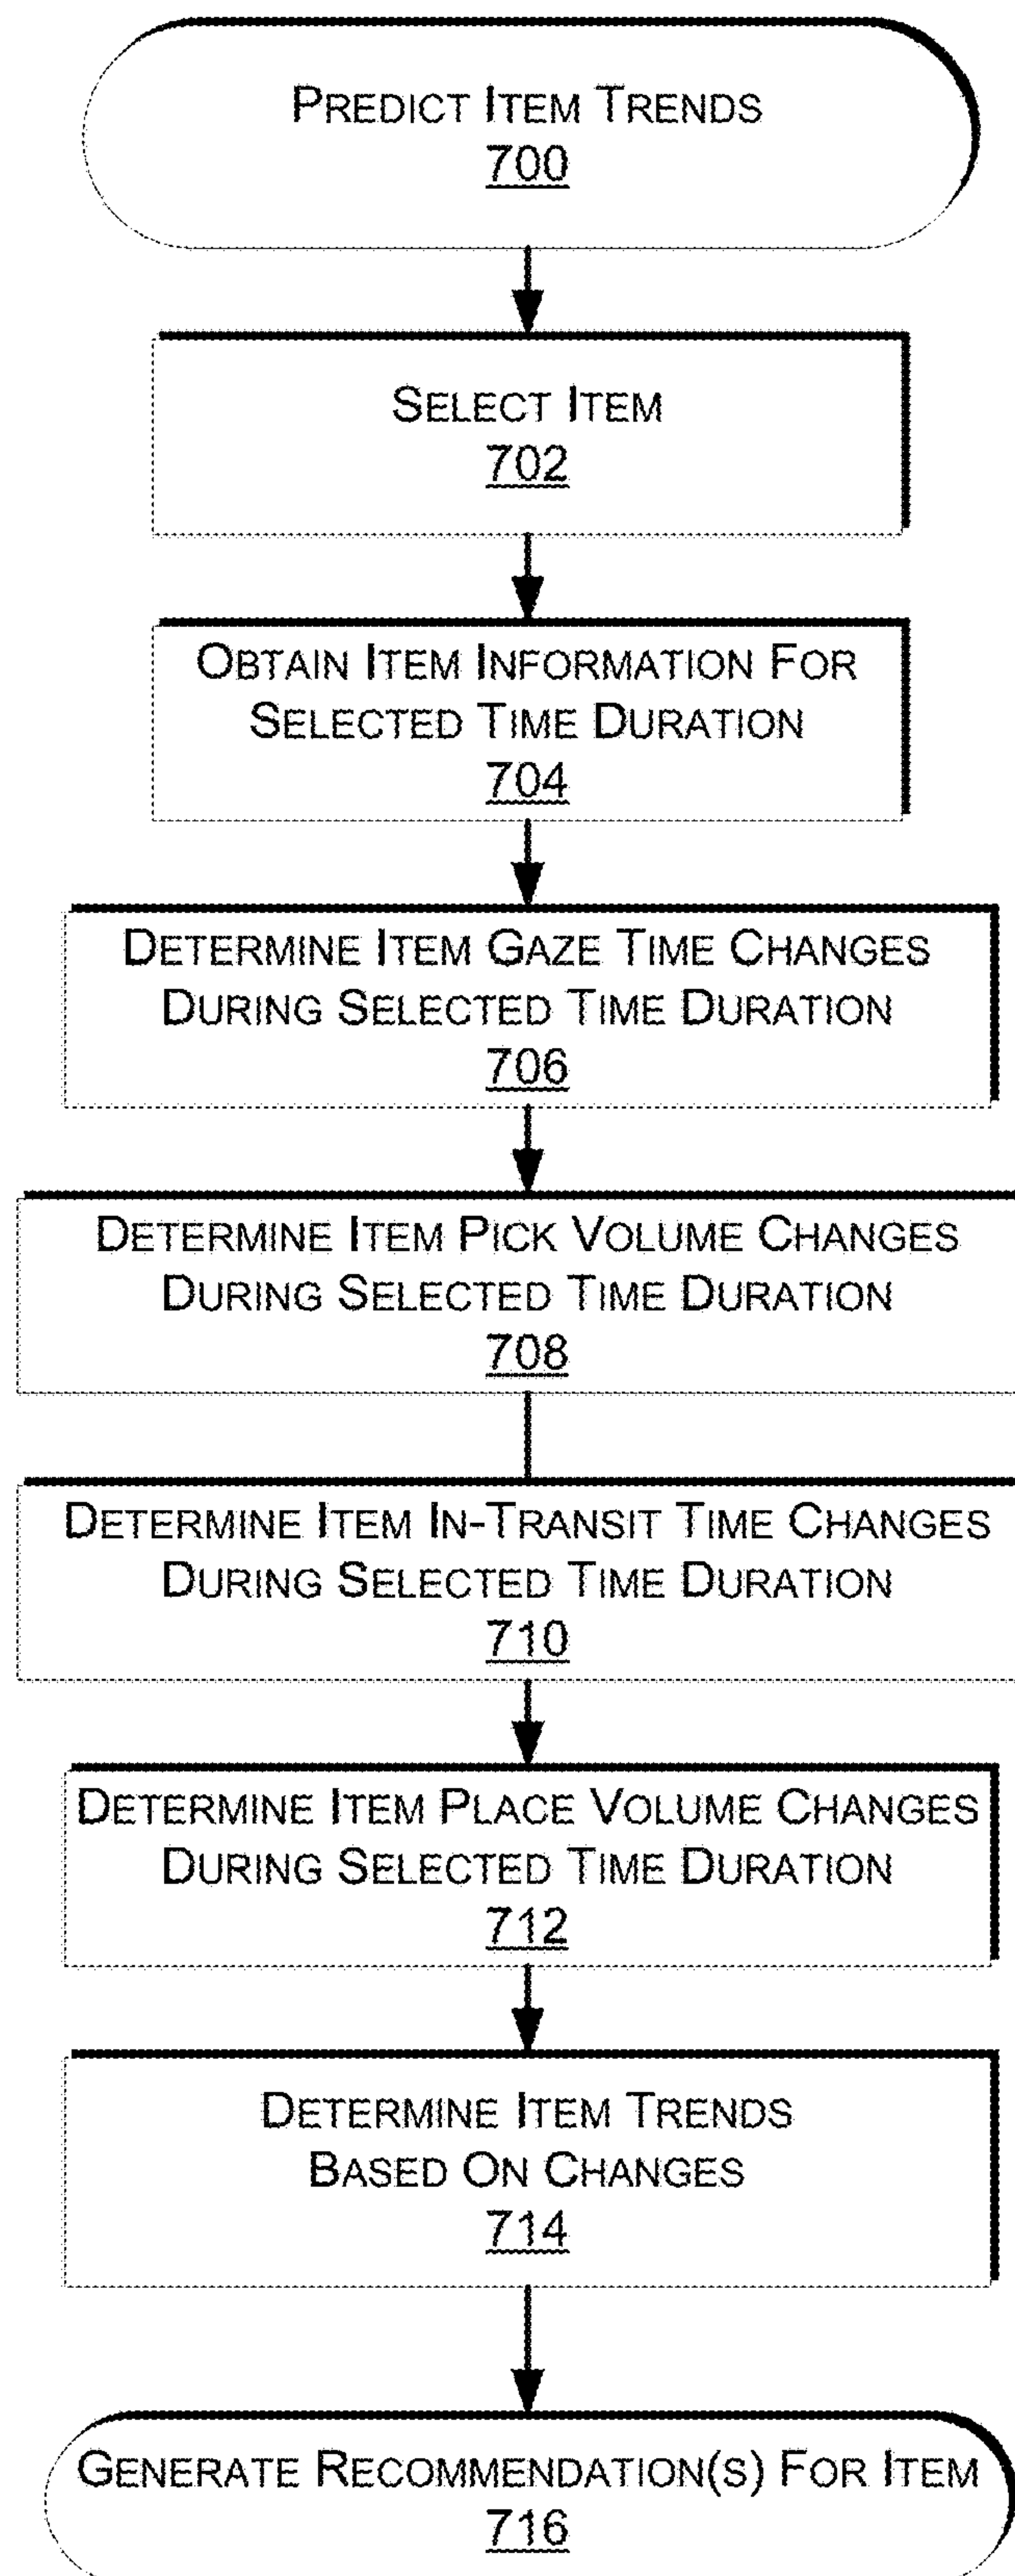 PREDICT ITEM TRENDS
700
SELECT ITEM
702
OBTAIN ITEM INFORMATION FOR
SELECTED TIME DURATION
704
DETERMINE ITEM GAZE TIME CHANGES
DURING SELECTED TIME DURATION
706
DETERMINE ITEM PICK VOLUME CHANGES
DURING SELECTED TIME DURATION
708
DETERMINE ITEM IN-TRANSIT TIME CHANGES
DURING SELECTED TIME DURATION
710
DETERMINE ITEM PLACE VOLUME CHANGES
DURING SELECTED TIME DURATION
712
DETERMINE ITEM TRENDS
BASED ON CHANGES
714
GENERATE RECOMMENDATION(S) FOR ITEM
716